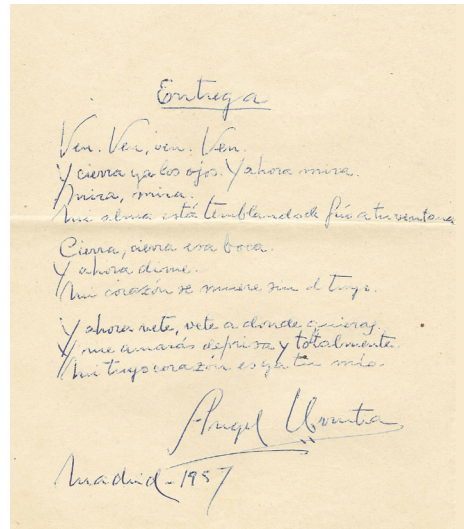 Entrega
Ven. Ven, ven. Ven.
Y cierra ya los ojos. Y ahora mira.
Mira, mira.
Mi alma está temblando de frío a tu ventana
Cierra, cierra esa boca.
Y ahora dime.
Mi corazón se muere sin el tuyo.
Y ahora vete, vete a donde quieras.
Y me amarás deprisa y totalmente.
Mi tuyo corazon es ya tu mío.
Angel Urrutia
Madrid - 1957